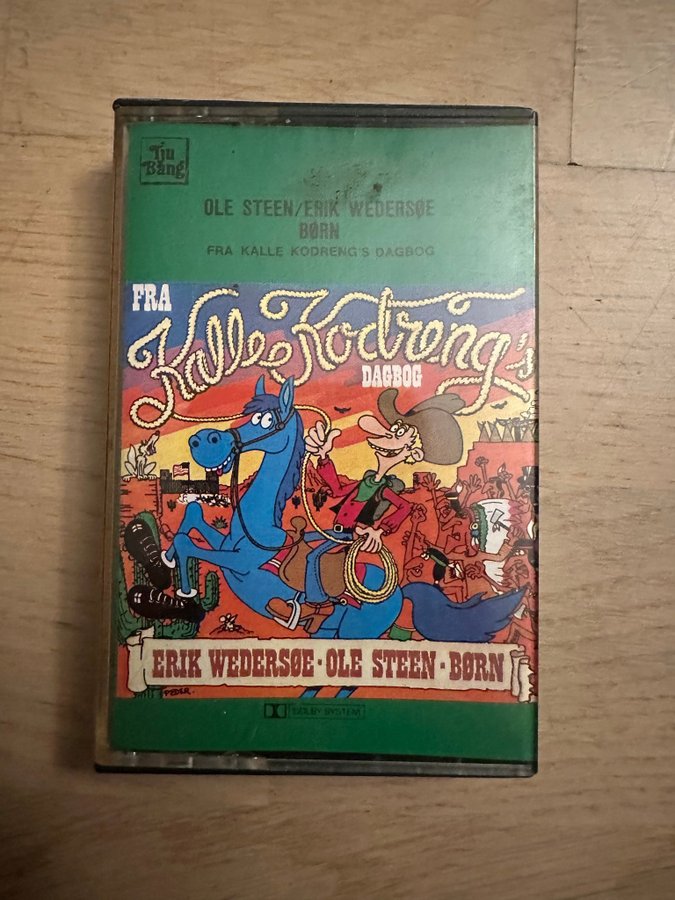 Tju
Bang
OLE STEEN/ERIK WEDERSØE
BØRN
FRA KALLE KODRENG'S DAGBOG
FRA
Kalle Kodreng's
DAGBOG
ERIK WEDERSØE · OLE STEEN · BØRN
PEDER.
DOLBY SYSTEM